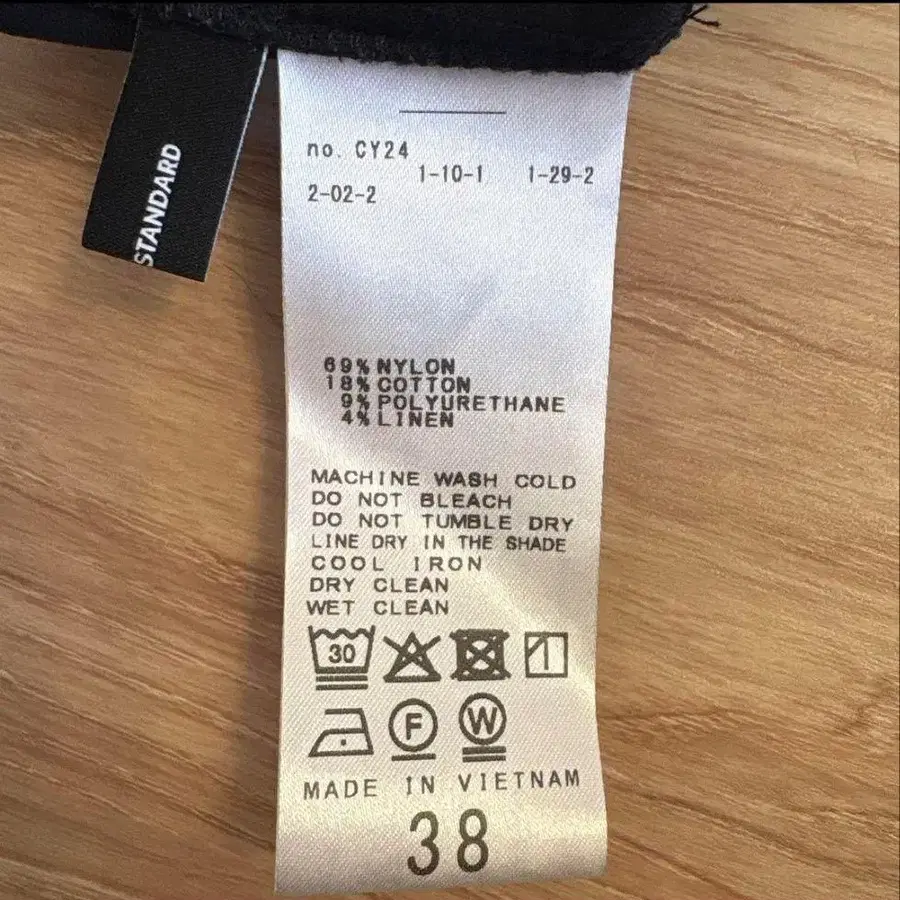 STANDARD
no. CY24
1-10-1 1-29-2
2-02-2
69% NYLON
18% COTTON
9% POLYURETHANE
4% LINEN
MACHINE WASH COLD
DO NOT BLEACH
DO NOT TUMBLE DRY
LINE DRY IN THE SHADE
COOL IRON
DRY CLEAN
WET CLEAN
30
F W
MADE IN VIETNAM
38